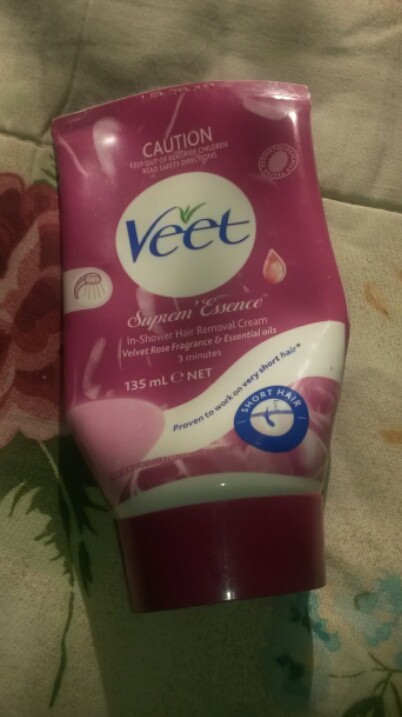 CAUTION
KEEP OUT OF REACH OF CHILDREN
READ SAFETY DIRECTIONS
Veet
Suprem' Essence
In-Shower Hair Removal Cream
Velvet Rose Fragrance & Essential oils
3 minutes
135 mL ℮ NET
Proven to work on very short hair*
SHORT HAIR